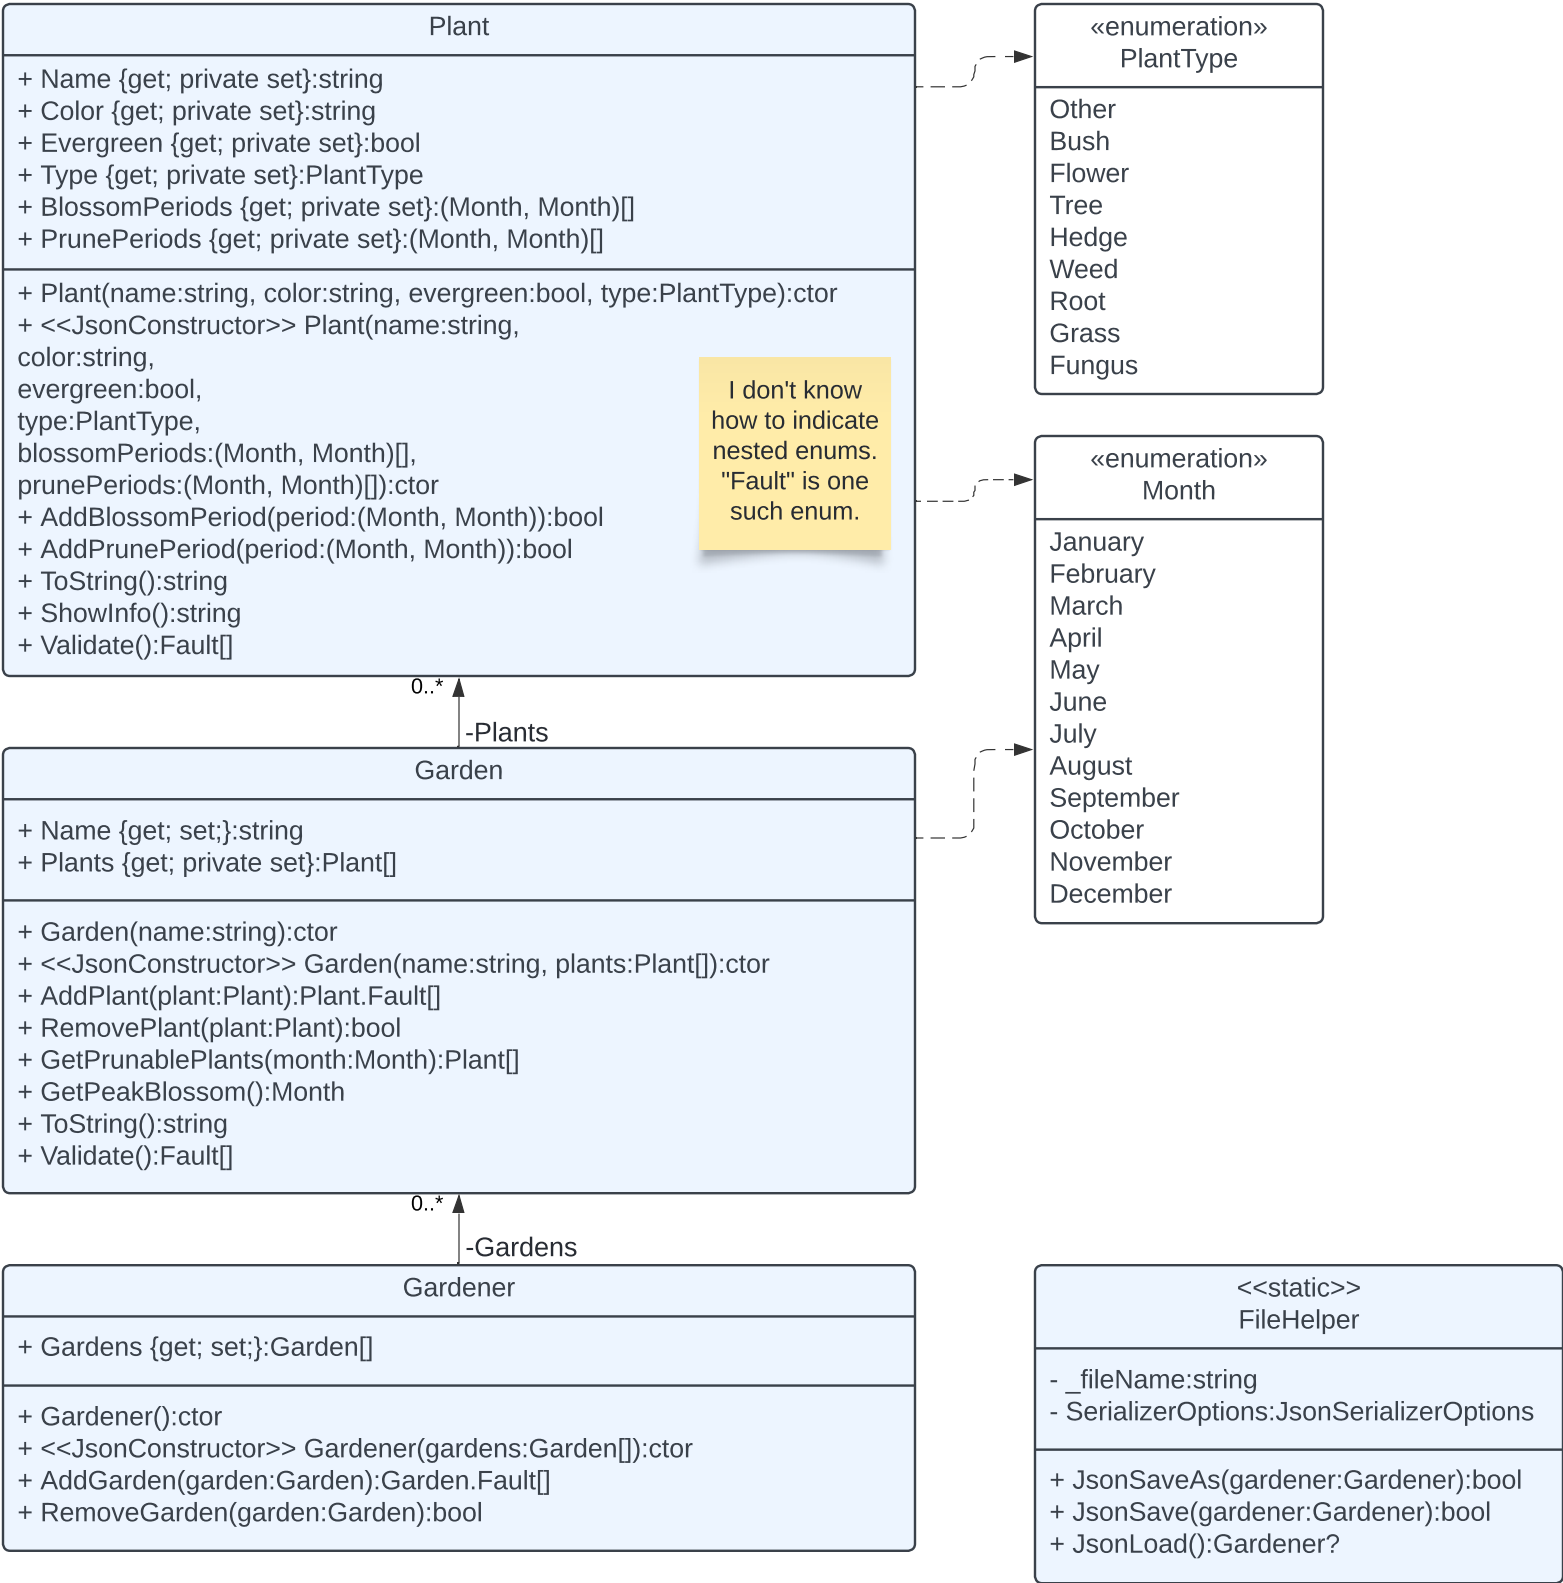 Plant
+ Name {get; private set}:string
+ Color {get; private set}:string
+ Evergreen {get; private set}:bool
+ Type {get; private set}:PlantType
+ BlossomPeriods {get; private set}:(Month, Month)[]
+ PrunePeriods {get; private set}:(Month, Month)[]
+ Plant(name:string, color:string, evergreen:bool, type:PlantType):ctor
+ <<JsonConstructor>> Plant(name:string,
color:string,
evergreen:bool,
type:PlantType,
blossomPeriods:(Month, Month)[],
prunePeriods:(Month, Month)[]):ctor
+ AddBlossomPeriod(period:(Month, Month)):bool
+ AddPrunePeriod(period:(Month, Month)):bool
+ ToString():string
+ ShowInfo():string
+ Validate():Fault[]
I don't know
how to indicate
nested enums.
"Fault" is one
such enum.
«enumeration»
PlantType
Other
Bush
Flower
Tree
Hedge
Weed
Root
Grass
Fungus
«enumeration»
Month
January
February
March
April
May
June
July
August
September
October
November
December
0..*
-Plants
Garden
+ Name {get; set;}:string
+ Plants {get; private set}:Plant[]
+ Garden(name:string):ctor
+ <<JsonConstructor>> Garden(name:string, plants:Plant[]):ctor
+ AddPlant(plant:Plant):Plant.Fault[]
+ RemovePlant(plant:Plant):bool
+ GetPrunablePlants(month:Month):Plant[]
+ GetPeakBlossom():Month
+ ToString():string
+ Validate():Fault[]
0..*
-Gardens
Gardener
+ Gardens {get; set;}:Garden[]
+ Gardener():ctor
+ <<JsonConstructor>> Gardener(gardens:Garden[]):ctor
+ AddGarden(garden:Garden):Garden.Fault[]
+ RemoveGarden(garden:Garden):bool
<<static>>
FileHelper
- _fileName:string
- SerializerOptions:JsonSerializerOptions
+ JsonSaveAs(gardener:Gardener):bool
+ JsonSave(gardener:Gardener):bool
+ JsonLoad():Gardener?